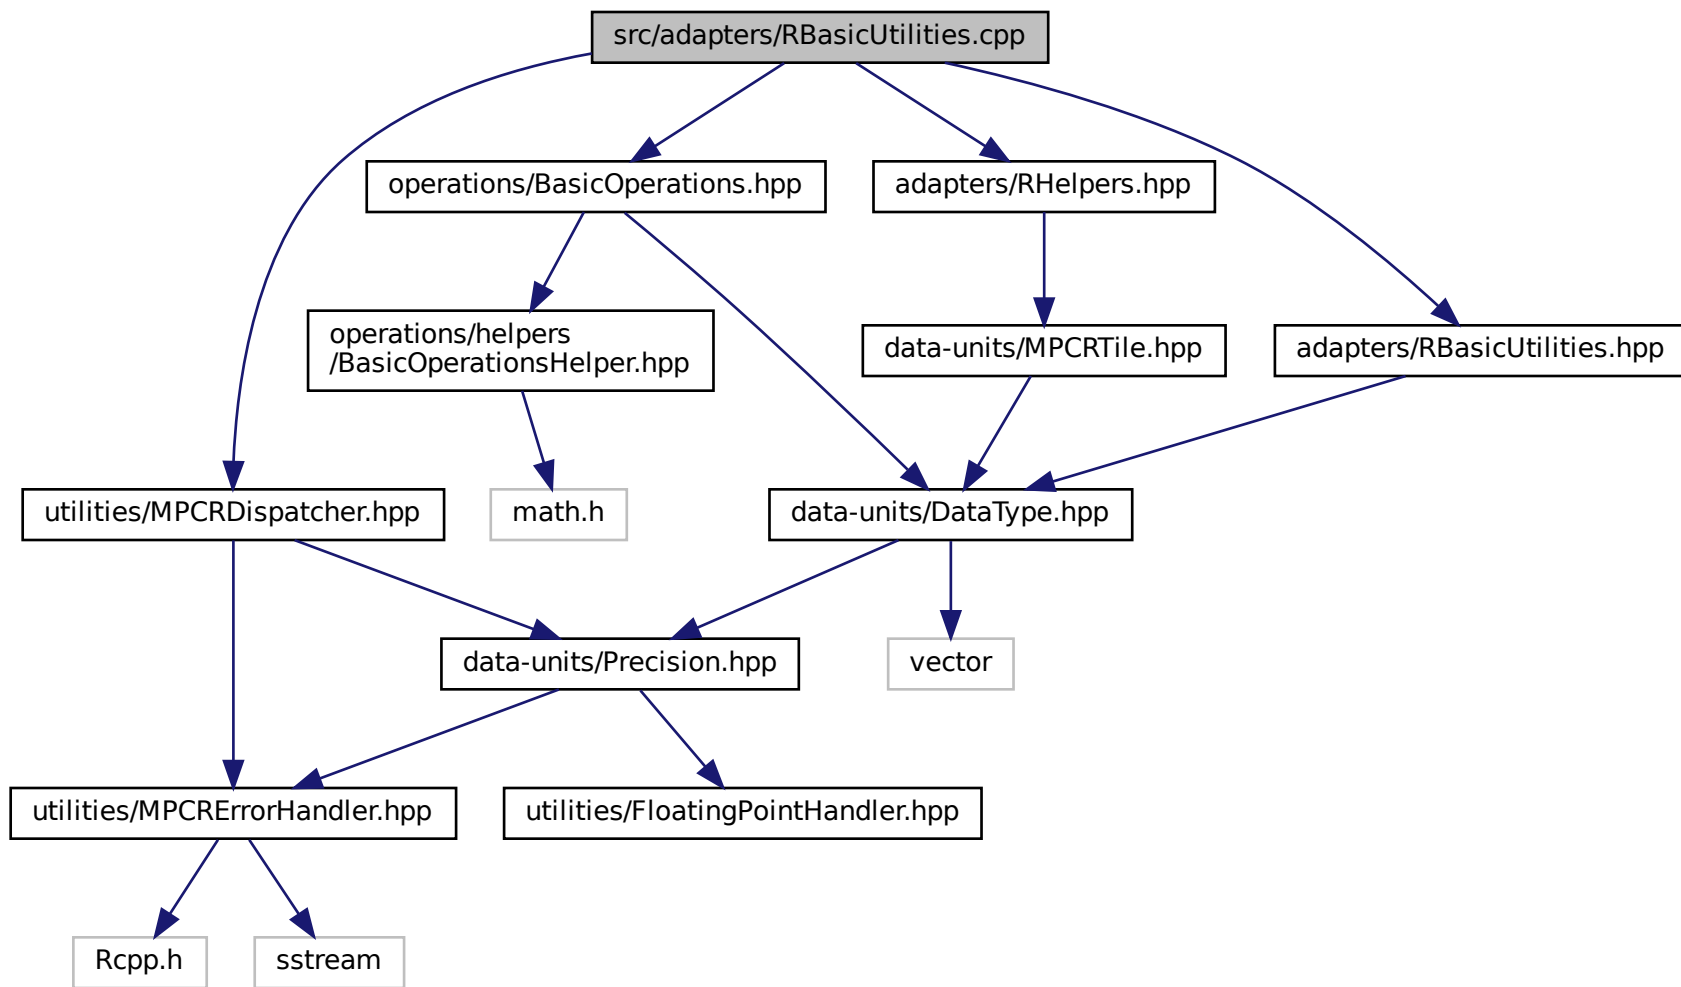 src/adapters/RBasicUtilities.cpp
operations/BasicOperations.hpp
adapters/RHelpers.hpp
operations/helpers
/BasicOperationsHelper.hpp
data-units/MPCRTile.hpp
adapters/RBasicUtilities.hpp
utilities/MPCRDispatcher.hpp
math.h
data-units/DataType.hpp
data-units/Precision.hpp
vector
utilities/MPCRErrorHandler.hpp
utilities/FloatingPointHandler.hpp
Rcpp.h
sstream